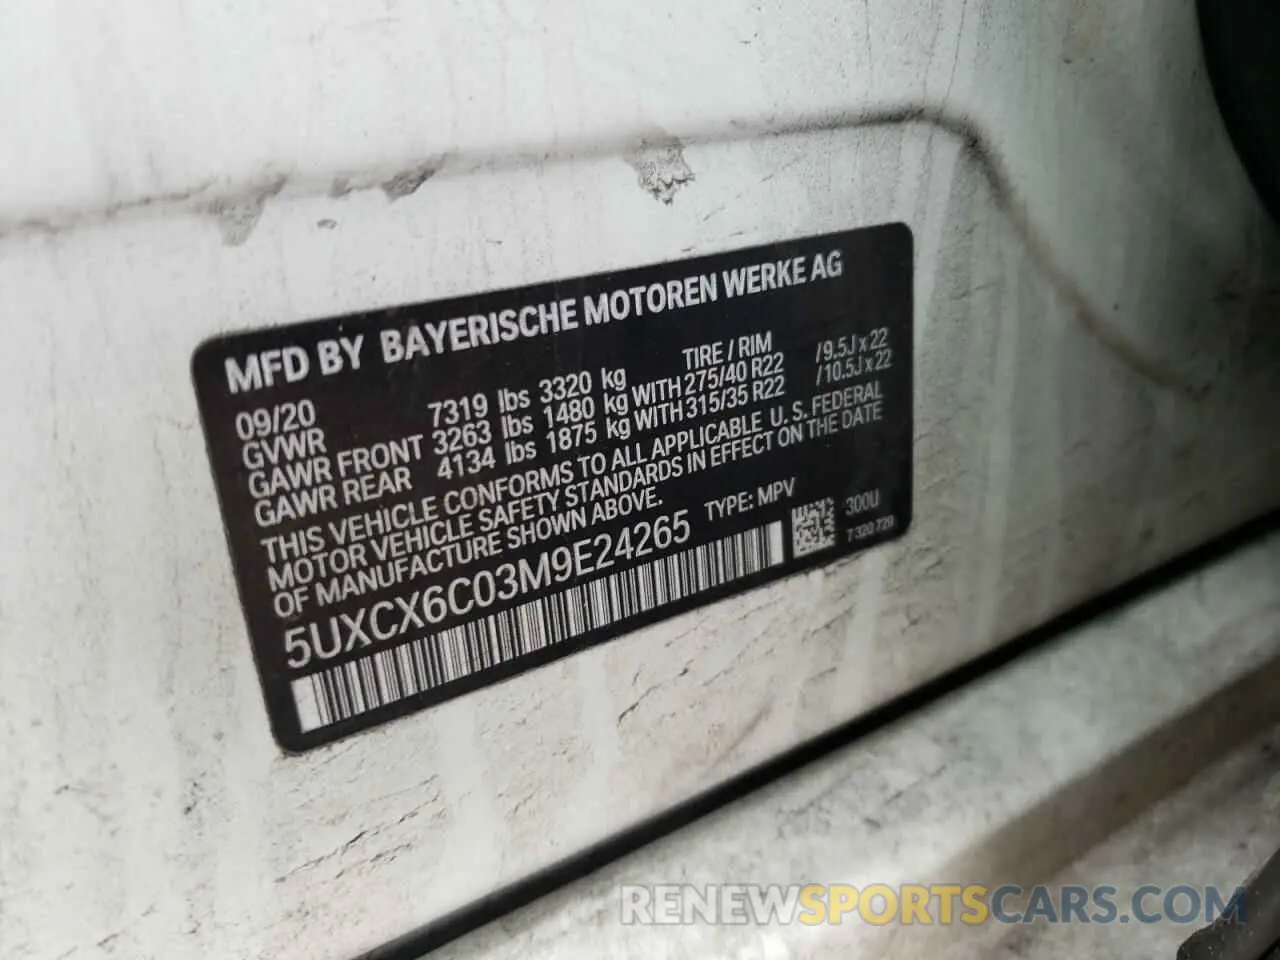 MFD BY BAYERISCHE MOTOREN WERKE AG
09/20 TIRE / RIM
GVWR 7319 lbs 3320 kg
GAWR FRONT 3263 lbs 1480 kg WITH 275/40 R22 /9.5J x 22
GAWR REAR 4134 lbs 1875 kg WITH 315/35 R22 /10.5J x 22
THIS VEHICLE CONFORMS TO ALL APPLICABLE U. S. FEDERAL
MOTOR VEHICLE SAFETY STANDARDS IN EFFECT ON THE DATE
OF MANUFACTURE SHOWN ABOVE.
5UXCX6C03M9E24265 TYPE: MPV
300U
7 320 729
RENEWSPORTSCARS.COM